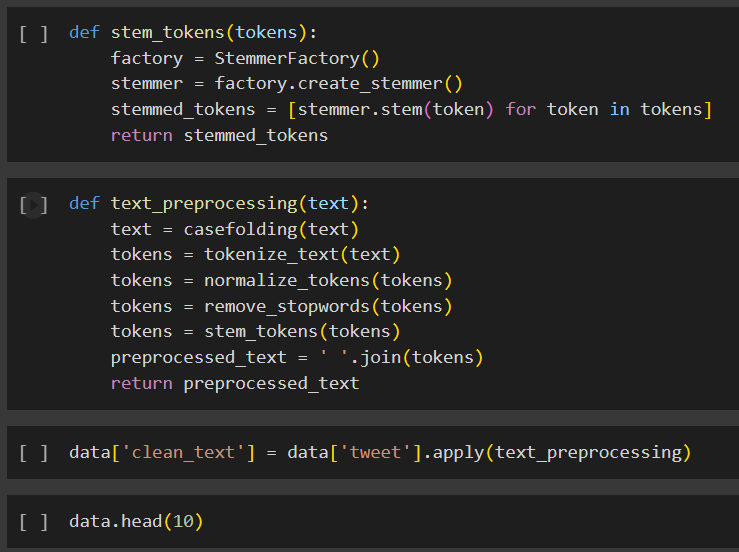 [ ] def stem_tokens(tokens):
factory = StemmerFactory()
stemmer = factory.create_stemmer()
stemmed_tokens = [stemmer.stem(token) for token in tokens]
return stemmed_tokens
[ ] def text_preprocessing(text):
text = casefolding(text)
tokens = tokenize_text(text)
tokens = normalize_tokens(tokens)
tokens = remove_stopwords(tokens)
tokens = stem_tokens(tokens)
preprocessed_text = ' '.join(tokens)
return preprocessed_text
[ ] data['clean_text'] = data['tweet'].apply(text_preprocessing)
[ ] data.head(10)